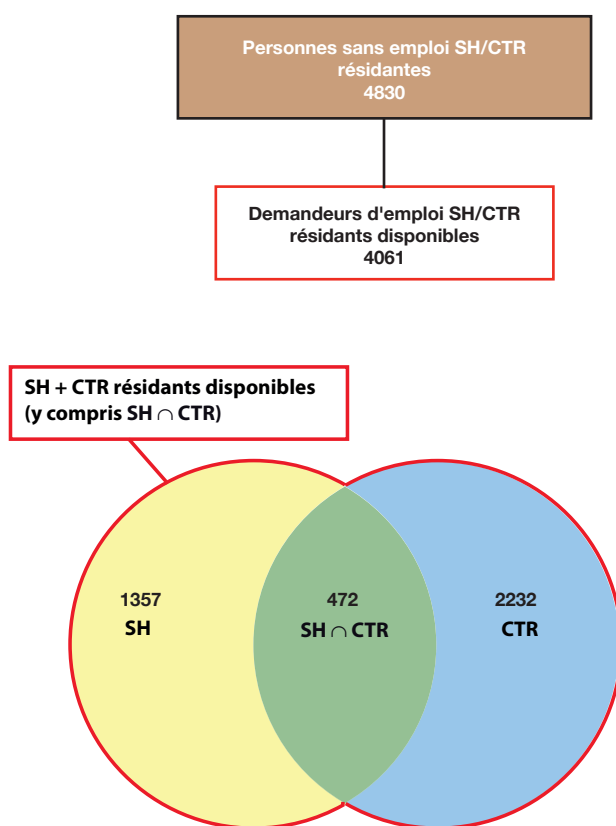 Personnes sans emploi SH/CTR
résidantes
4830
Demandeurs d'emploi SH/CTR
résidants disponibles
4061
SH + CTR résidants disponibles
(y compris SH ∩ CTR)
1357
SH
472
SH ∩ CTR
2232
CTR